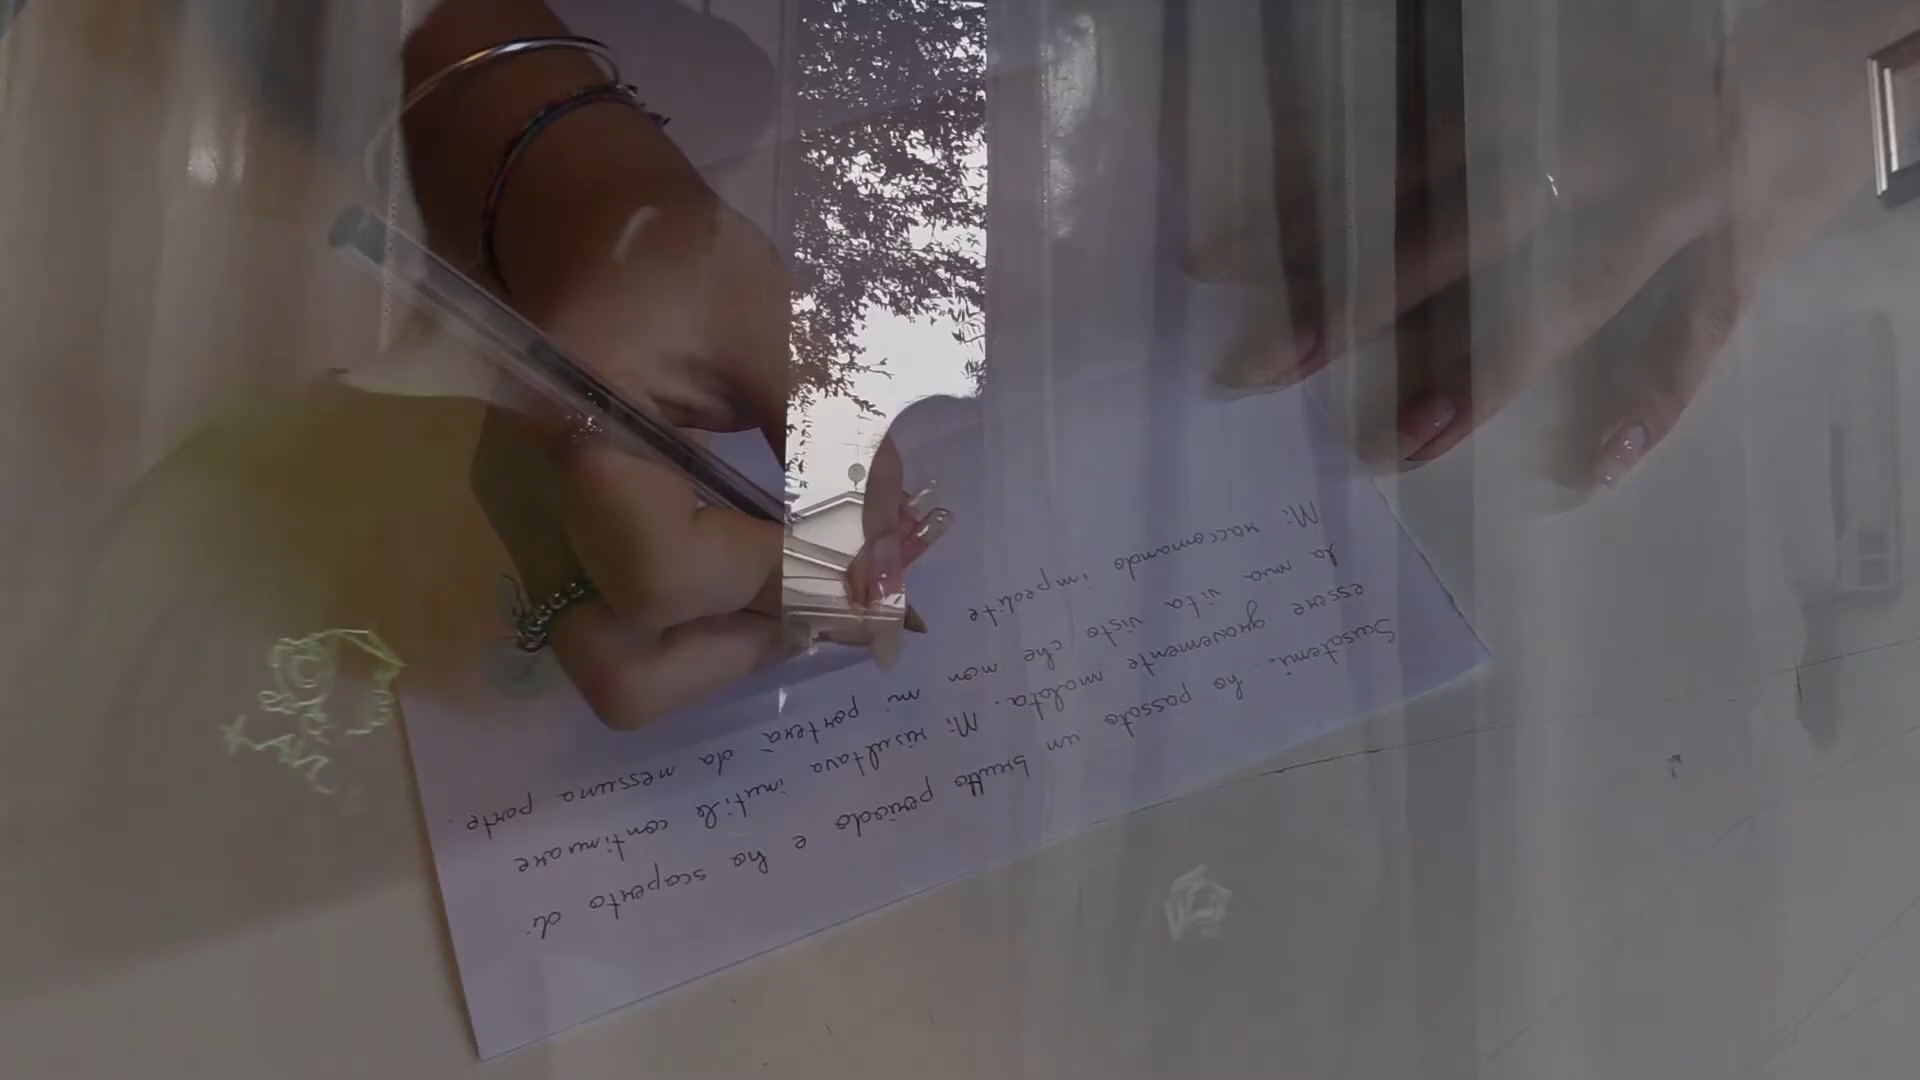 Scusatemi.. ho passato un brutto periodo e ho scoperto di
essere gravemente malata. Mi risultava inutile continuare
la mia vita visto che non mi porterà da nessuna parte.
Mi raccomando impedite